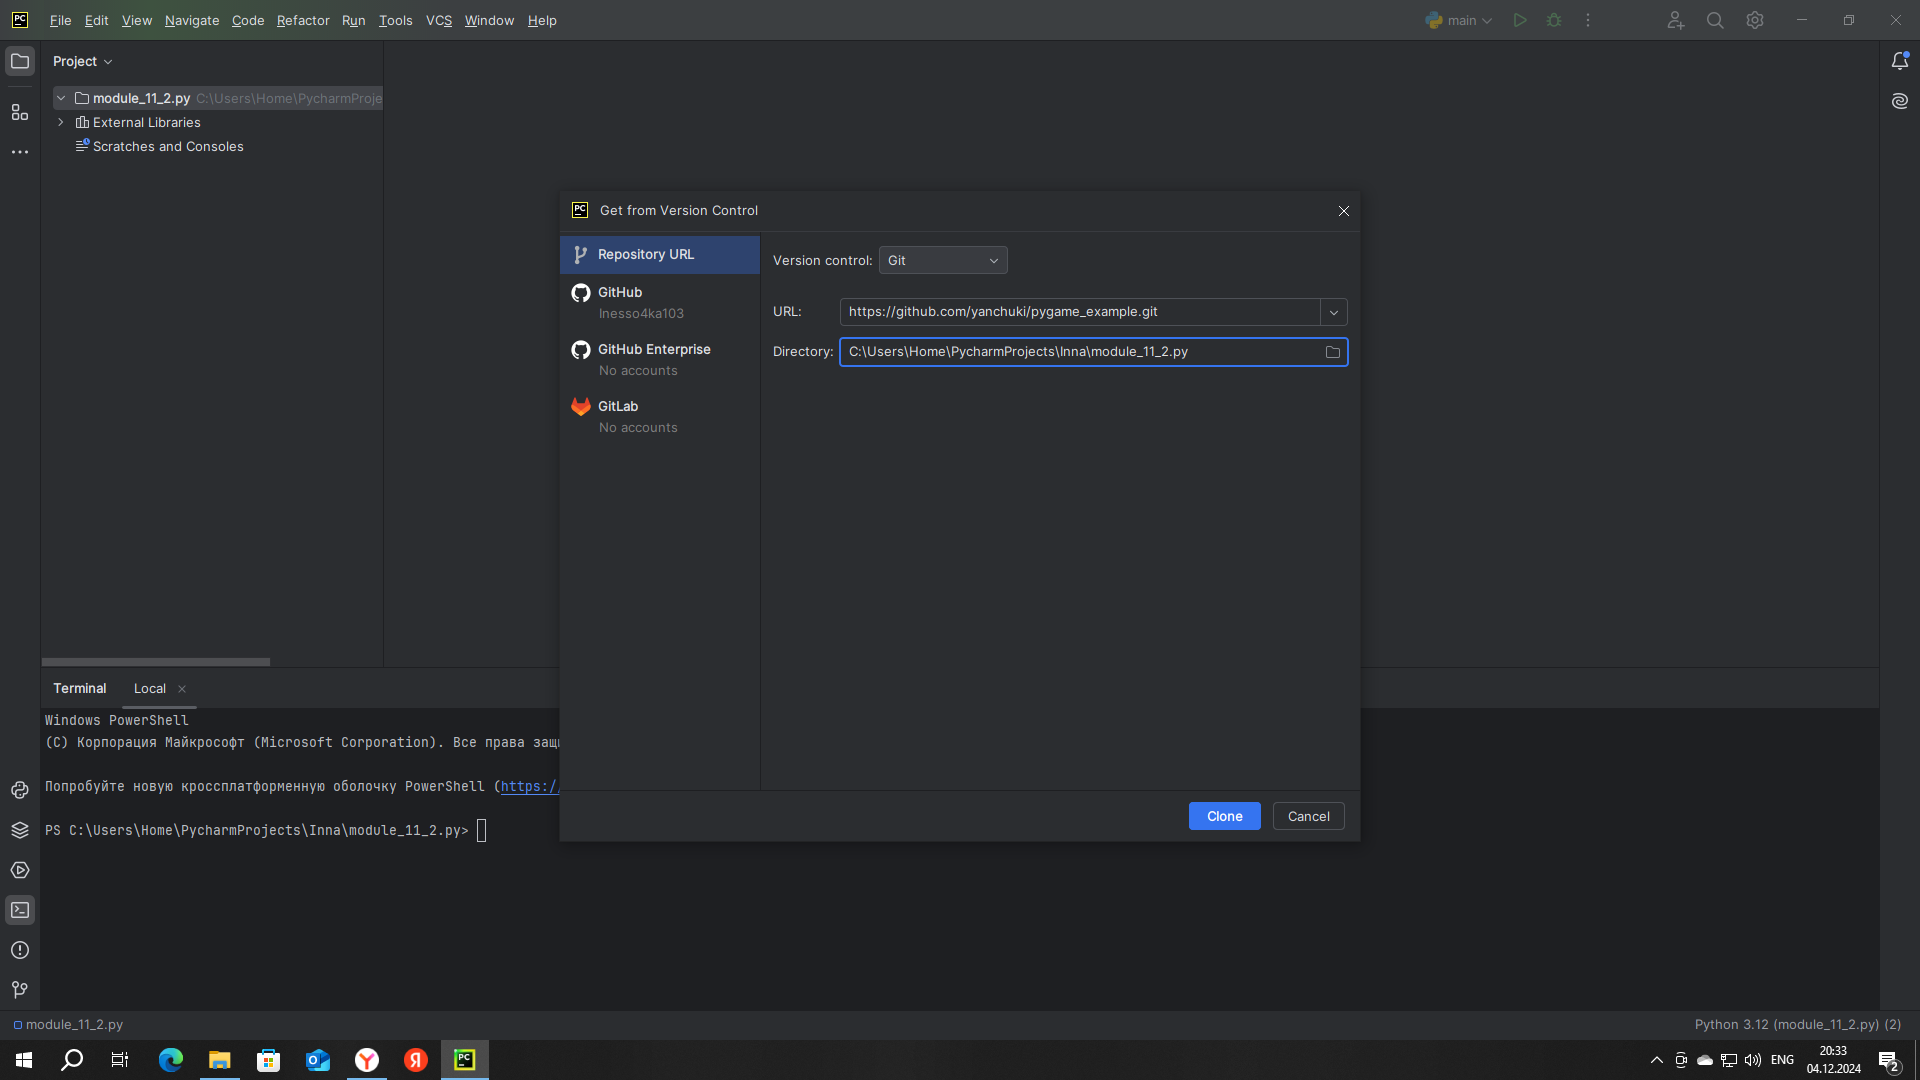 PC File Edit View Navigate Code Refactor Run Tools VCS Window Help main
Project
module_11_2.py C:\Users\Home\PycharmProje
External Libraries
Scratches and Consoles
PC Get from Version Control
Repository URL
Version control: Git
GitHub
Inesso4ka103
URL: https://github.com/yanchuki/pygame_example.git
GitHub Enterprise
No accounts
Directory: C:\Users\Home\PycharmProjects\Inna\module_11_2.py
GitLab
No accounts
Clone Cancel
Terminal Local
Windows PowerShell
(C) Корпорация Майкрософт (Microsoft Corporation). Все права защи
Попробуйте новую кроссплатформенную оболочку PowerShell (https:/
PS C:\Users\Home\PycharmProjects\Inna\module_11_2.py>
module_11_2.py Python 3.12 (module_11_2.py) (2)
Я PC ENG 20:33
04.12.2024 2